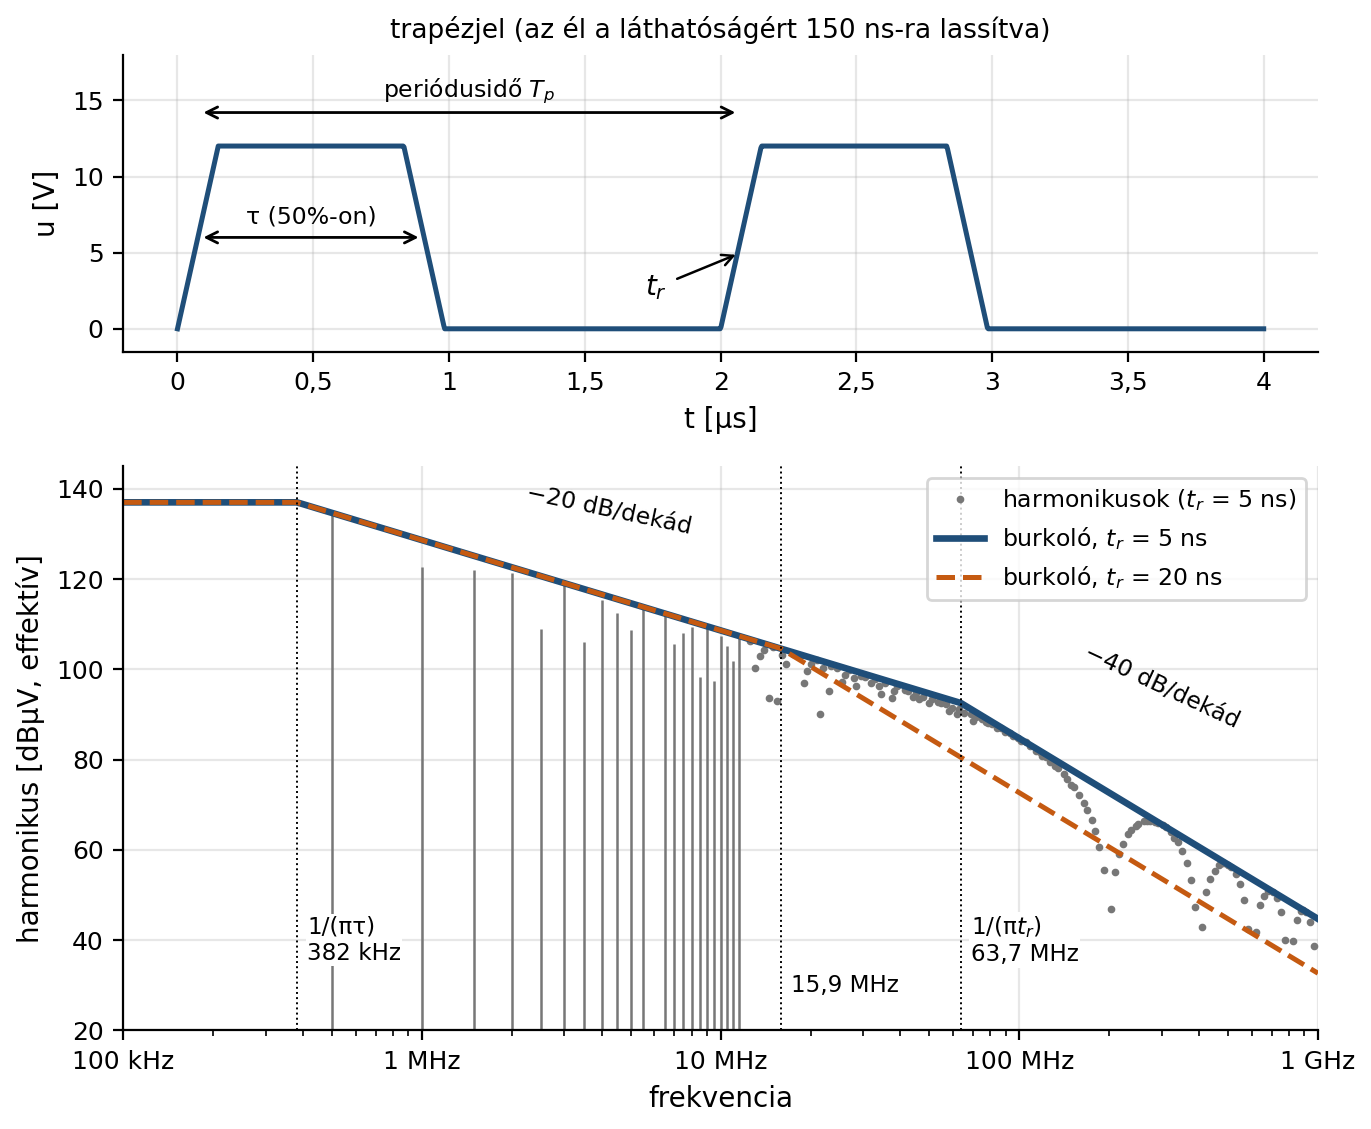 trapézjel (az él a láthatóságért 150 ns-ra lassítva)
periódusidő Tp
τ (50%-on)
tr
u [V]
15
10
5
0
0
0,5
1
1,5
2
2,5
3
3,5
4
t [µs]
harmonikus [dBµV, effektív]
140
120
100
80
60
40
20
−20 dB/dekád
−40 dB/dekád
harmonikusok (tr = 5 ns)
burkoló, tr = 5 ns
burkoló, tr = 20 ns
1/(πτ)
382 kHz
15,9 MHz
1/(πtr)
63,7 MHz
100 kHz
1 MHz
10 MHz
100 MHz
1 GHz
frekvencia